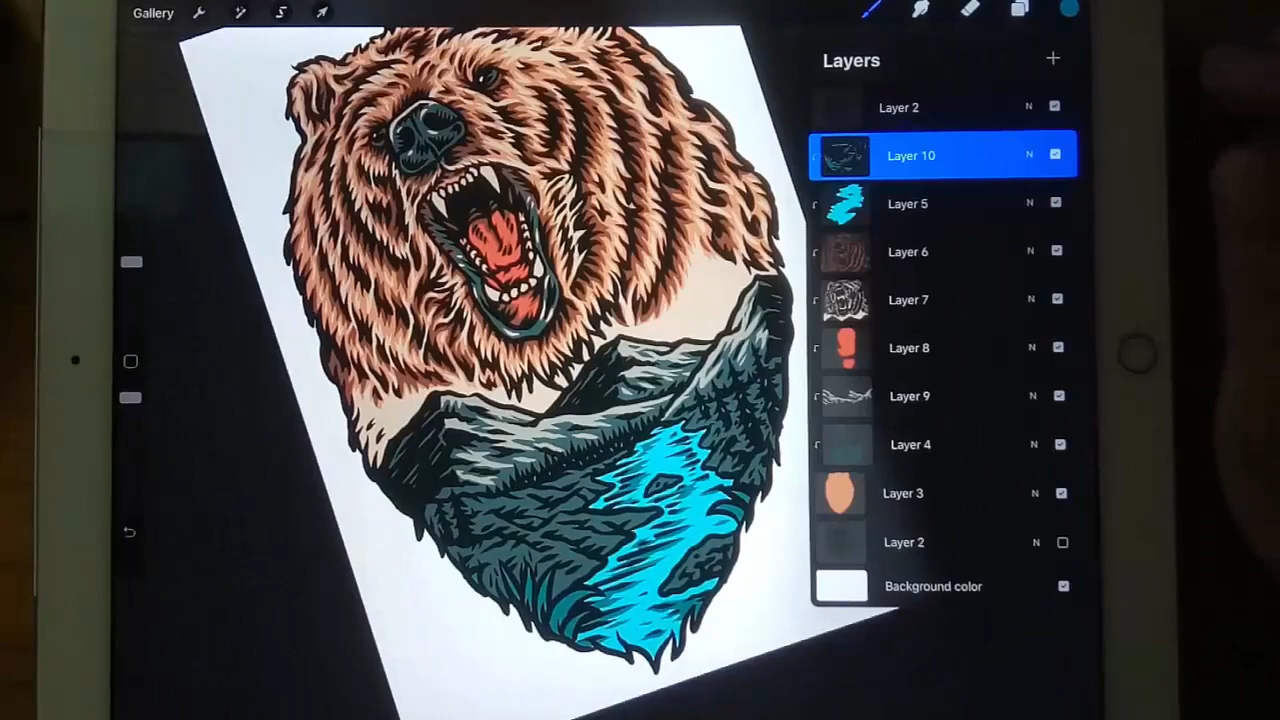 Gallery
Layers
Layer 2 N
Layer 10 N
Layer 5 N
Layer 6 N
Layer 7 N
Layer 8 N
Layer 9 N
Layer 4 N
Layer 3 N
Layer 2 N
Background color